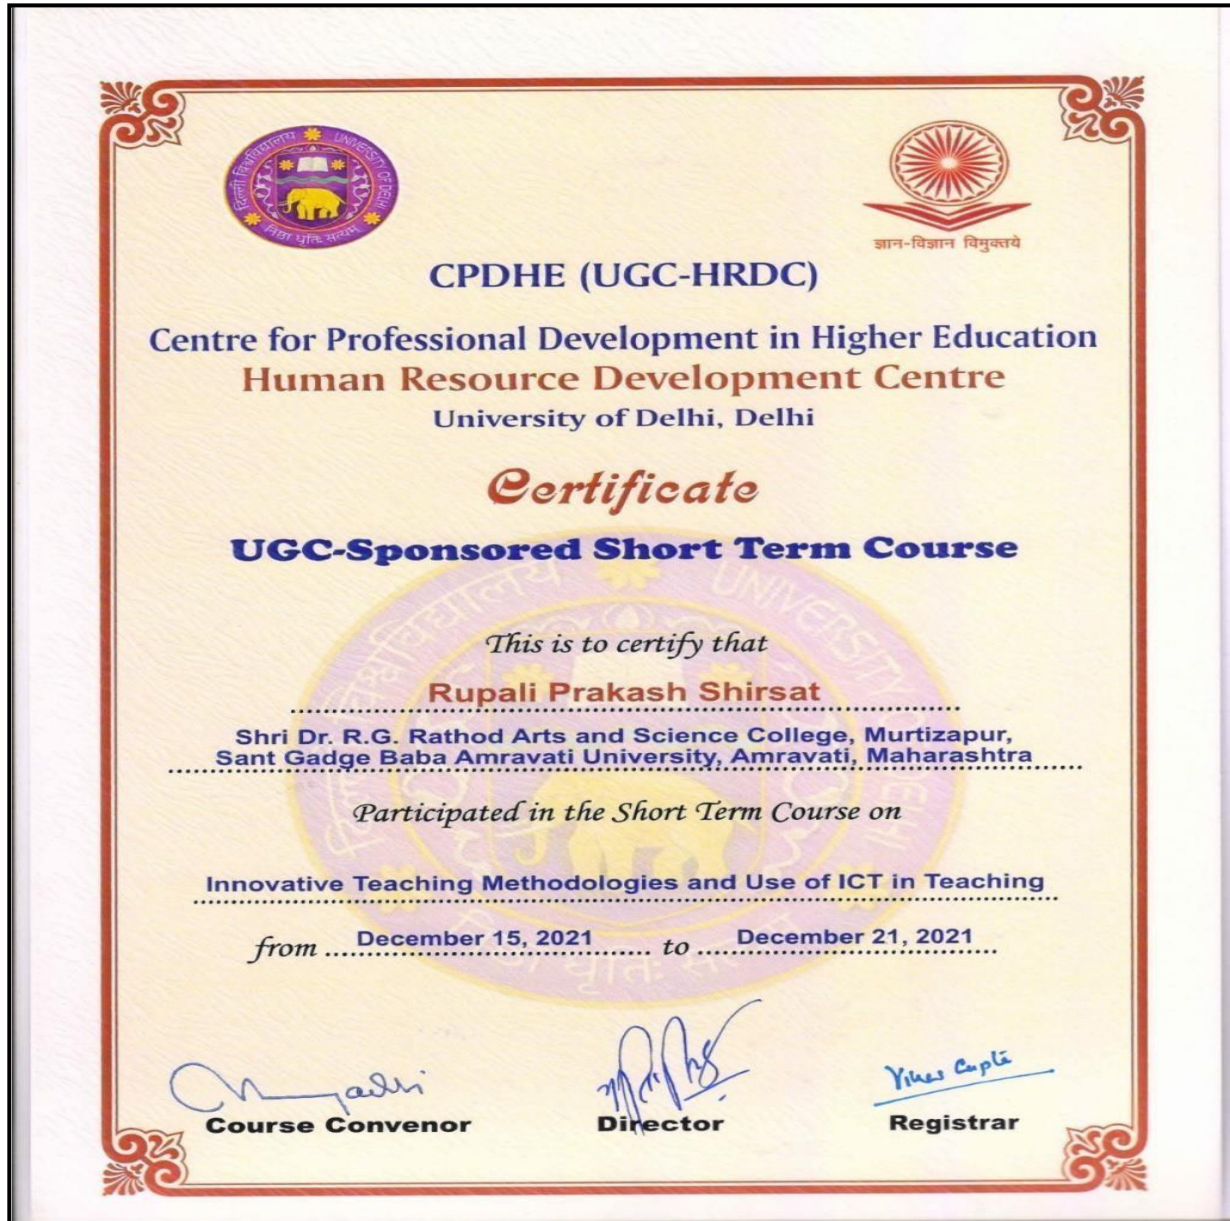 दिल्ली विश्वविद्यालय UNIVERSITY OF DELHI
निष्ठा धृतिः सत्यम्
ज्ञान-विज्ञान विमुक्तये
CPDHE (UGC-HRDC)
Centre for Professional Development in Higher Education
Human Resource Development Centre
University of Delhi, Delhi
Certificate
UGC-Sponsored Short Term Course
This is to certify that
Rupali Prakash Shirsat
Shri Dr. R.G. Rathod Arts and Science College, Murtizapur,
Sant Gadge Baba Amravati University, Amravati, Maharashtra
Participated in the Short Term Course on
Innovative Teaching Methodologies and Use of ICT in Teaching
from December 15, 2021 to December 21, 2021
Vikas Gupta
Course Convenor Director Registrar